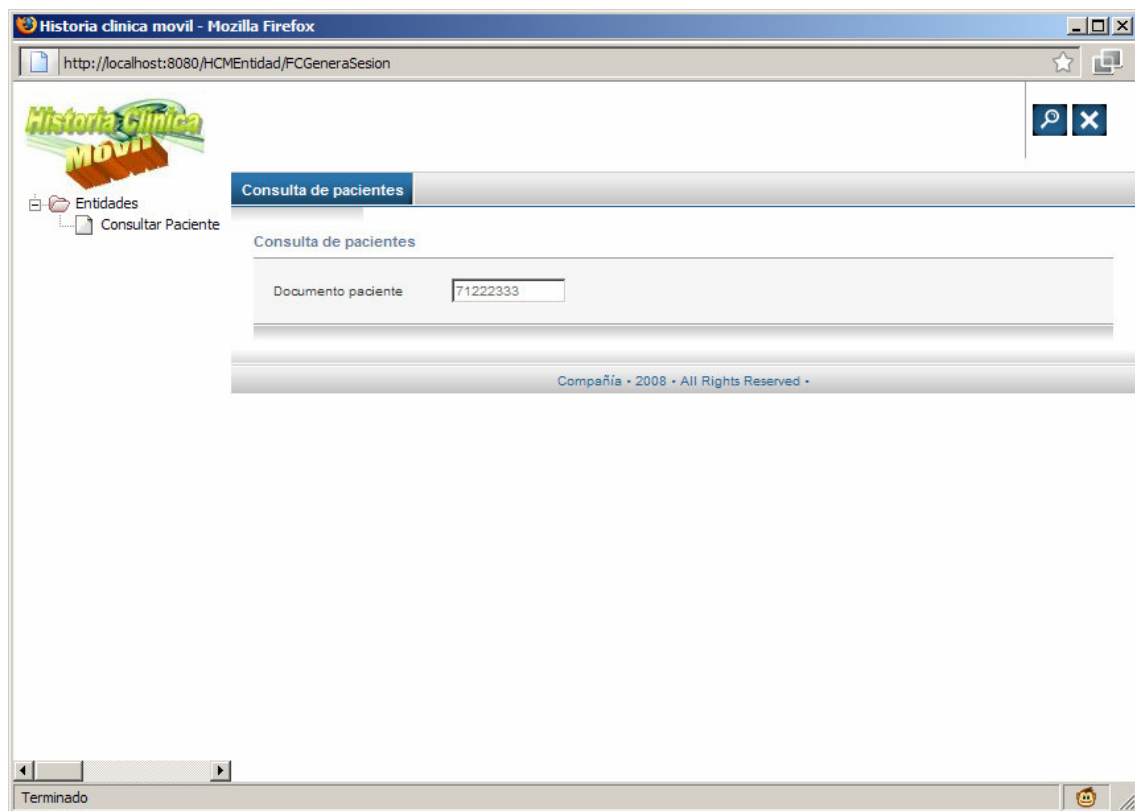 Historia clinica movil - Mozilla Firefox
http://localhost:8080/HCMEntidad/FCGeneraSesion
Historia Clinica
Movil
Entidades
Consultar Paciente
Consulta de pacientes
Consulta de pacientes
Documento paciente 71222333
Compañía • 2008 • All Rights Reserved •
Terminado